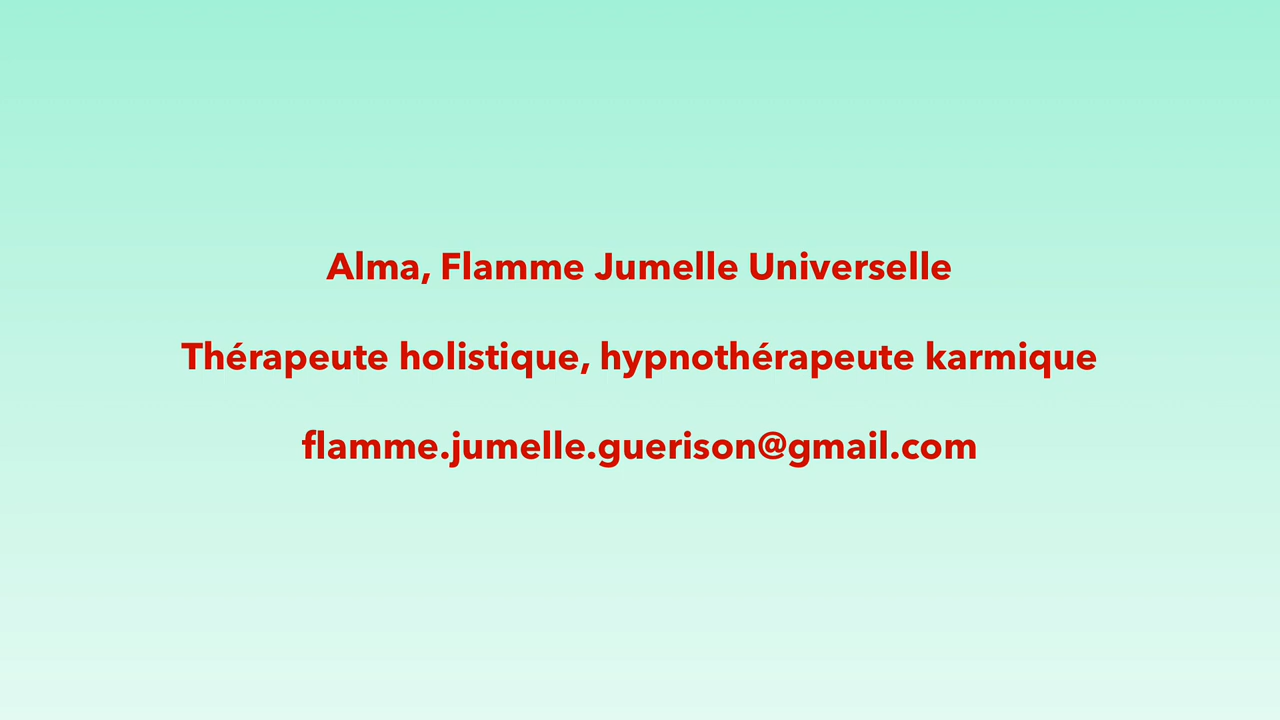 Alma, Flamme Jumelle Universelle
Thérapeute holistique, hypnothérapeute karmique
flamme.jumelle.guerison@gmail.com